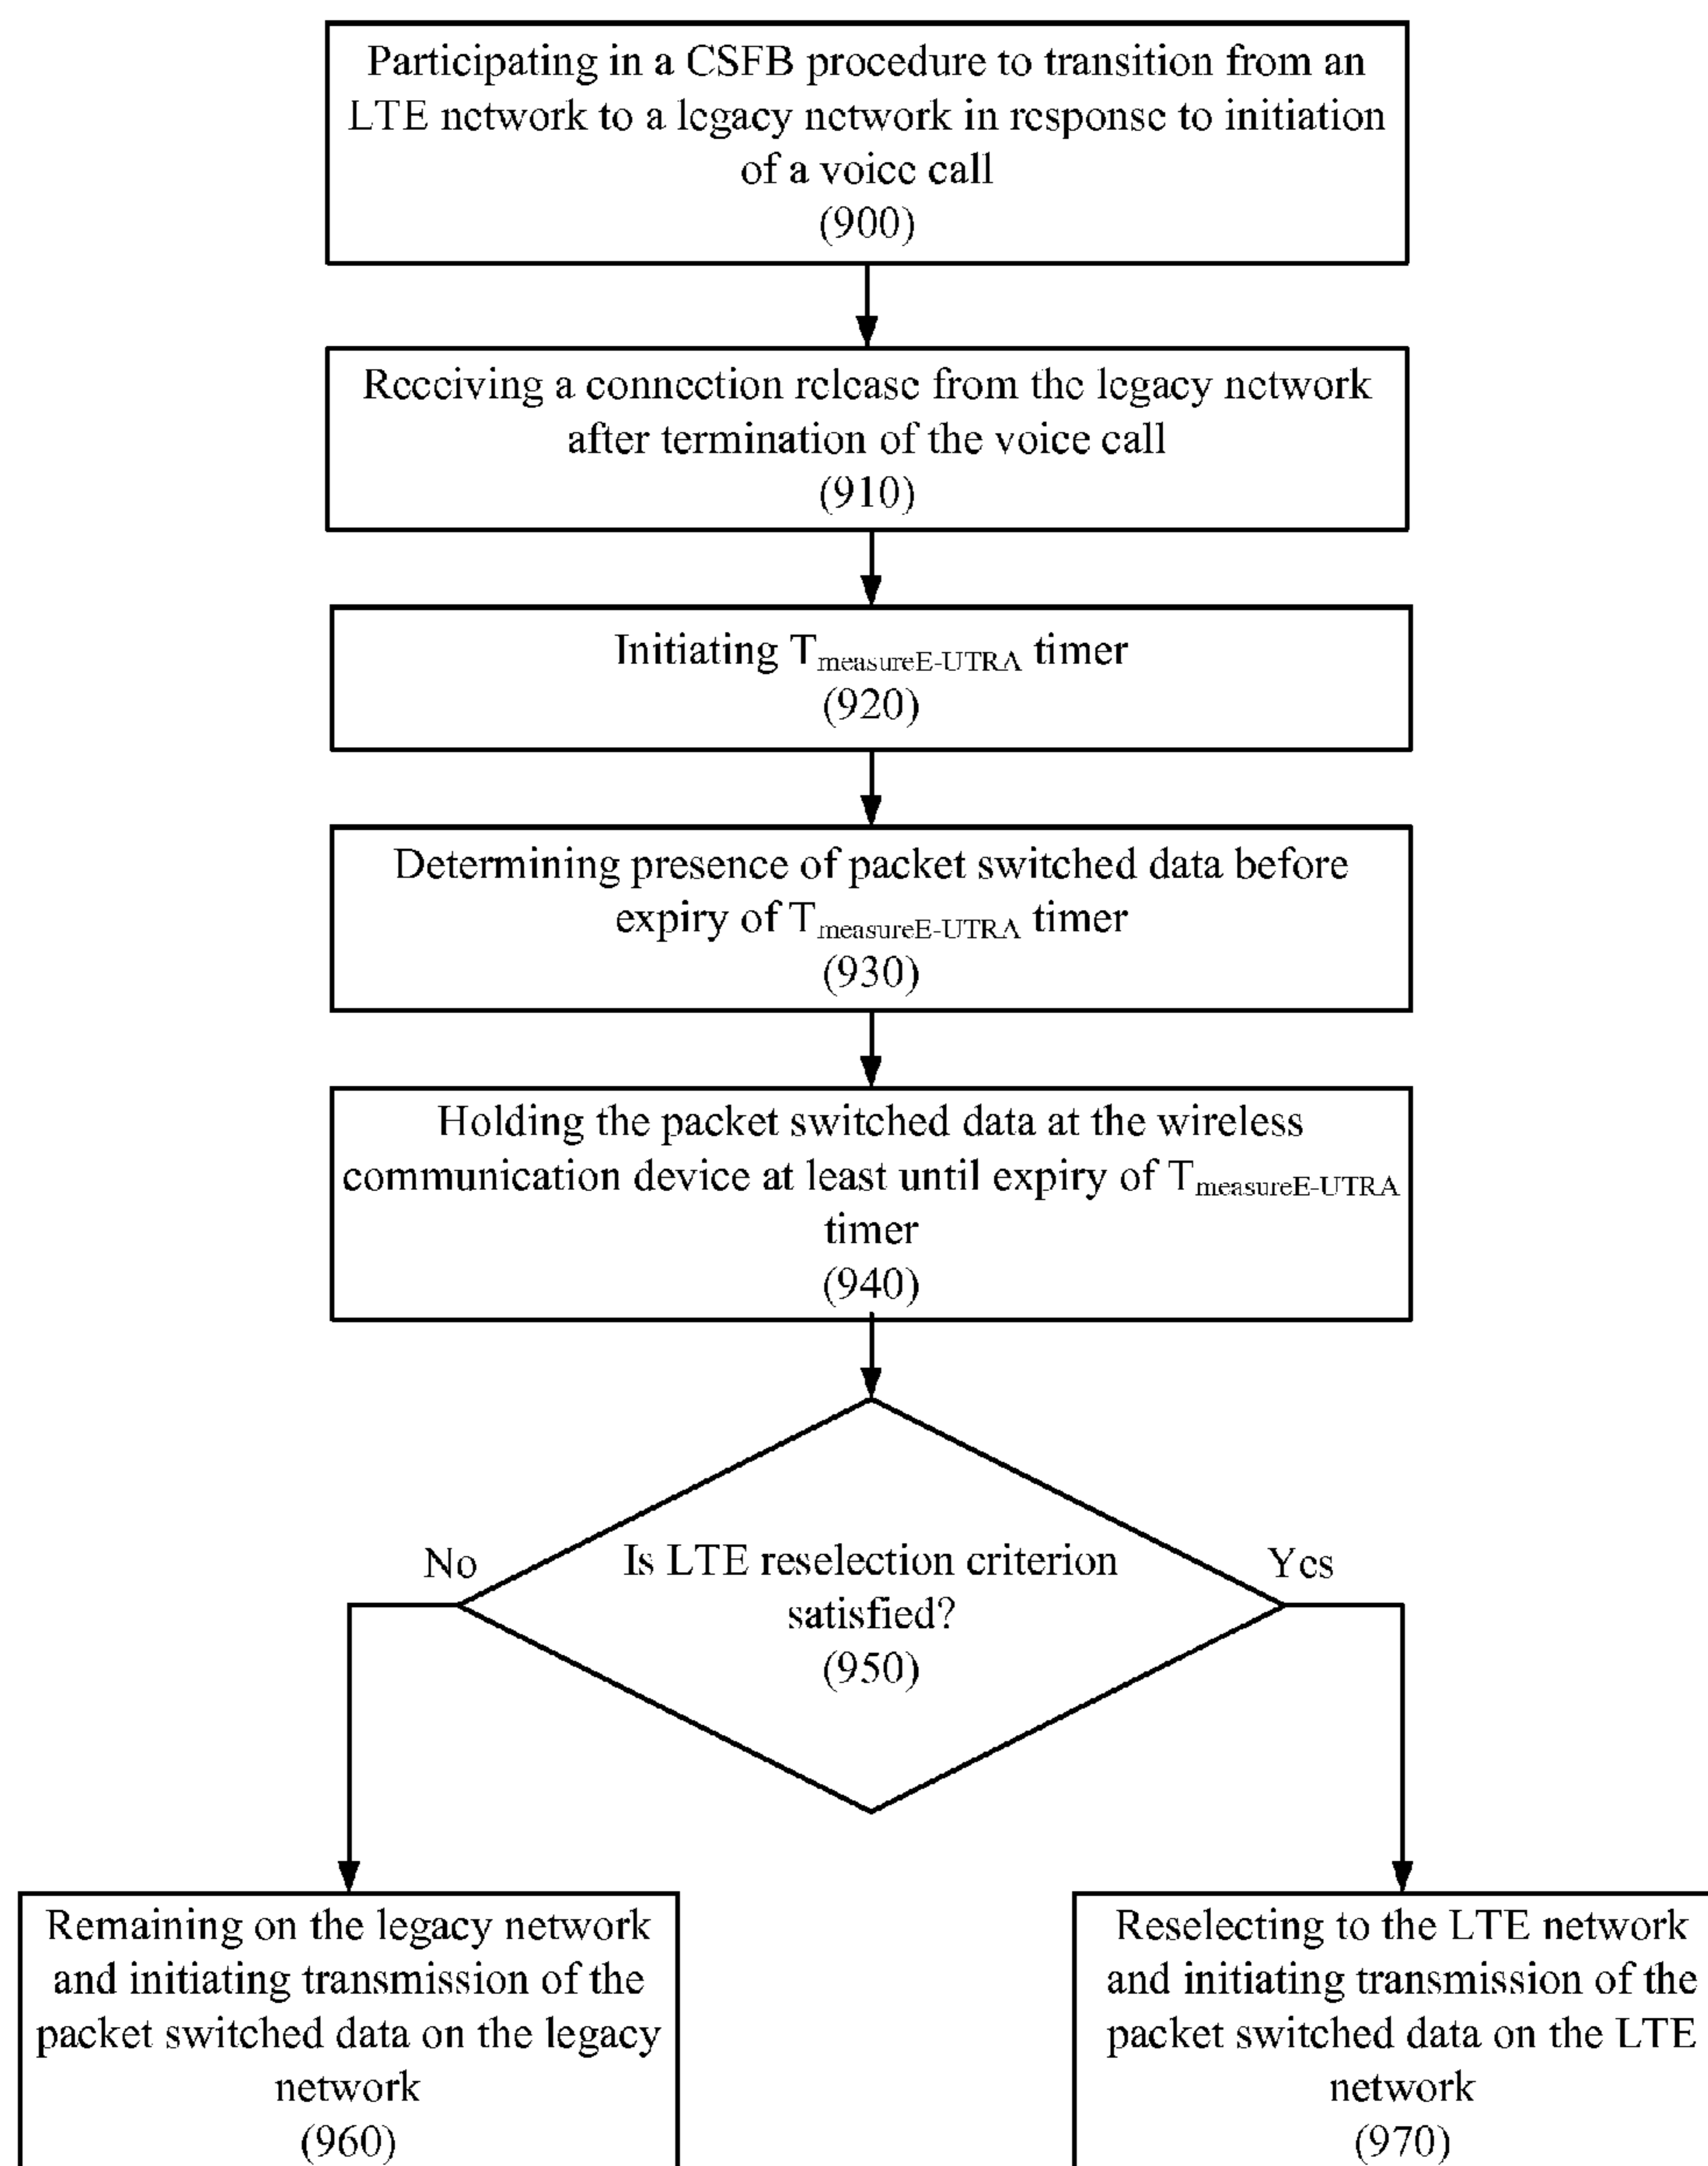 Participating in a CSFB procedure to transition from an
LTE network to a legacy network in response to initiation
of a voice call
(900)
Receiving a connection release from the legacy network
after termination of the voice call
(910)
Initiating TmeasureE-UTRA timer
(920)
Determining presence of packet switched data before
expiry of TmeasureE-UTRA timer
(930)
Holding the packet switched data at the wireless
communication device at least until expiry of TmeasureE-UTRA
timer
(940)
Is LTE reselection criterion
satisfied?
(950)
No
Yes
Remaining on the legacy network
and initiating transmission of the
packet switched data on the legacy
network
(960)
Reselecting to the LTE network
and initiating transmission of the
packet switched data on the LTE
network
(970)